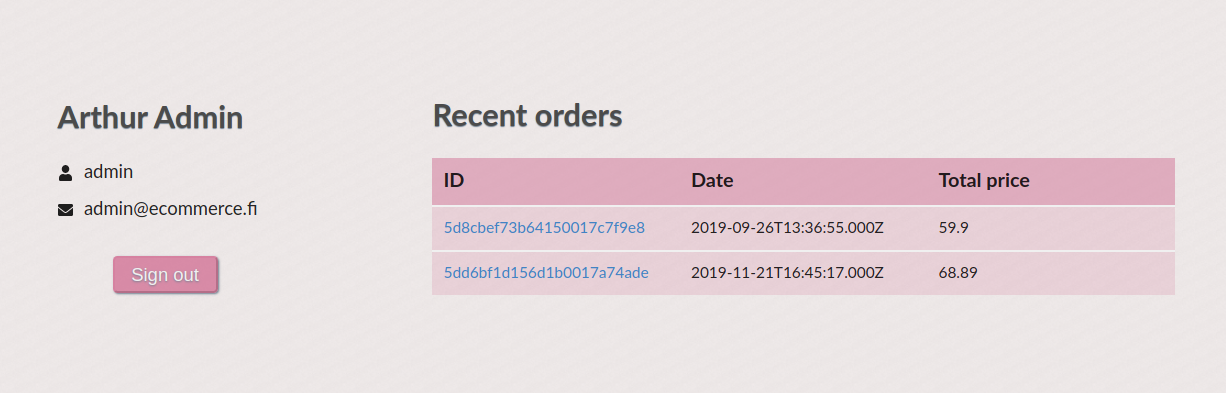 Arthur Admin
admin
admin@ecommerce.fi
Sign out
Recent orders
ID Date Total price
5d8cbef73b64150017c7f9e8 2019-09-26T13:36:55.000Z 59.9
5dd6bf1d156d1b0017a74ade 2019-11-21T16:45:17.000Z 68.89